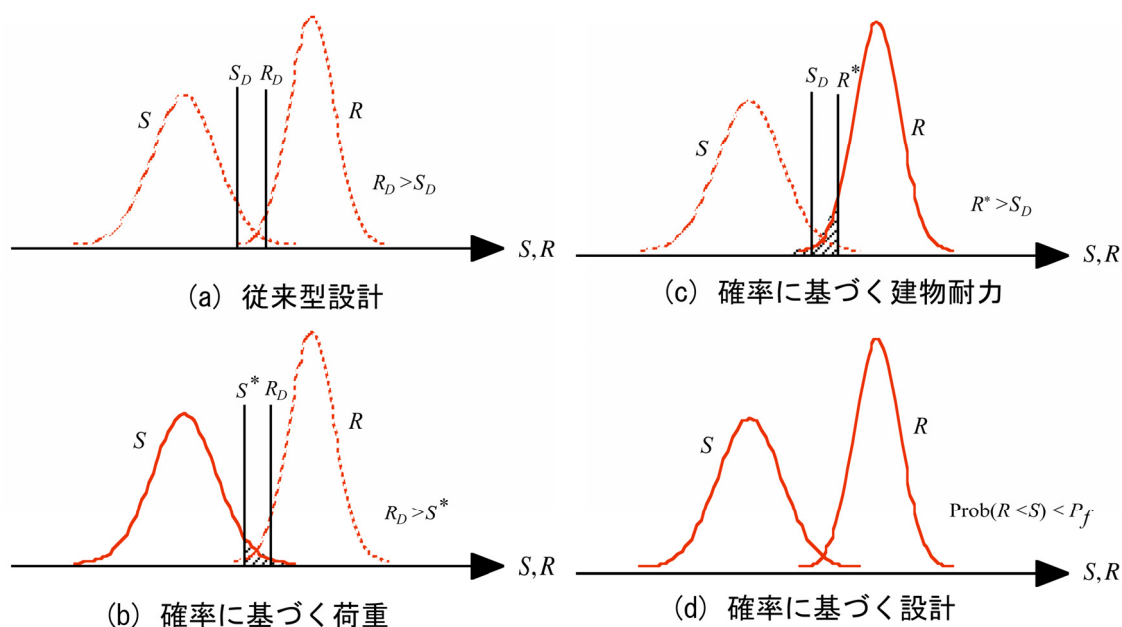 S
S_D
R_D
R
R_D>S_D
S,R
(a) 従来型設計
S
S*
R_D
R
R_D>S*
S,R
(b) 確率に基づく荷重
S
S_D
R*
R
R*>S_D
S,R
(c) 確率に基づく建物耐力
S
R
Prob(R<S)<P_f
S,R
(d) 確率に基づく設計